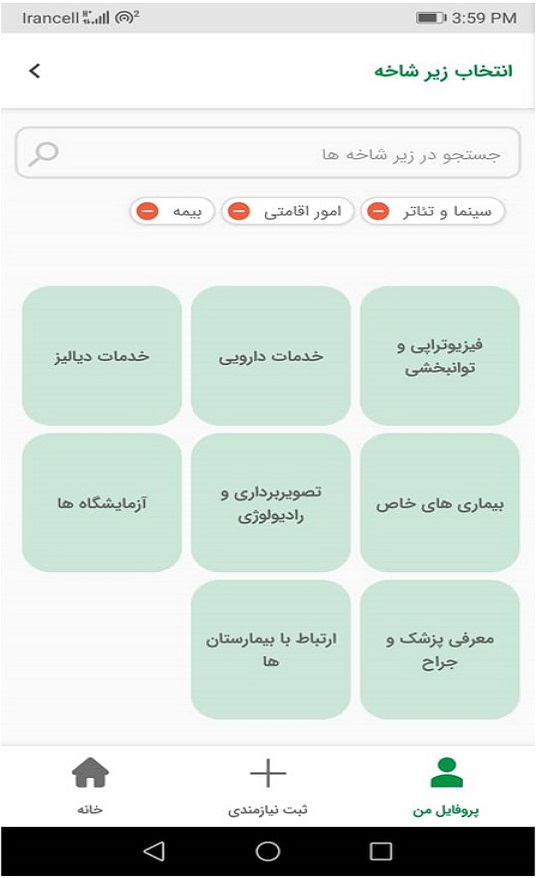 Irancell 3:59 PM
انتخاب زیر شاخه
جستجو در زیر شاخه ها
سینما و تئاتر امور اقامتی بیمه
فیزیوتراپی و
توانبخشی
خدمات دارویی
خدمات دیالیز
بیماری های خاص
تصویربرداری و
رادیولوژی
آزمایشگاه ها
معرفی پزشک و
جراح
ارتباط با بیمارستان
ها
پروفایل من ثبت نیازمندی خانه